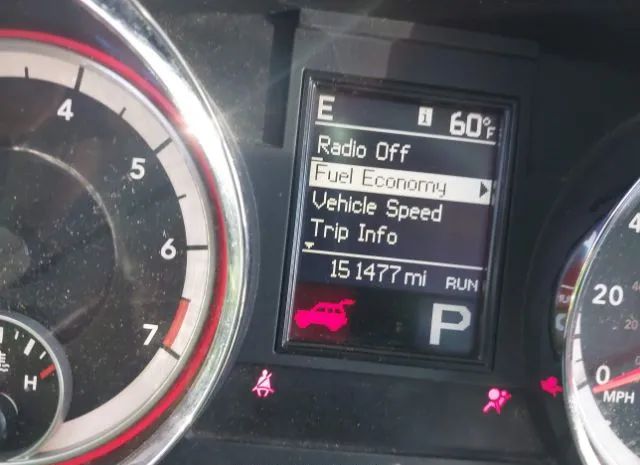 E 60°F
Radio Off
Fuel Economy
Vehicle Speed
Trip Info
151477 mi RUN
P
4
5
6
7
H
4
20
0
MPH